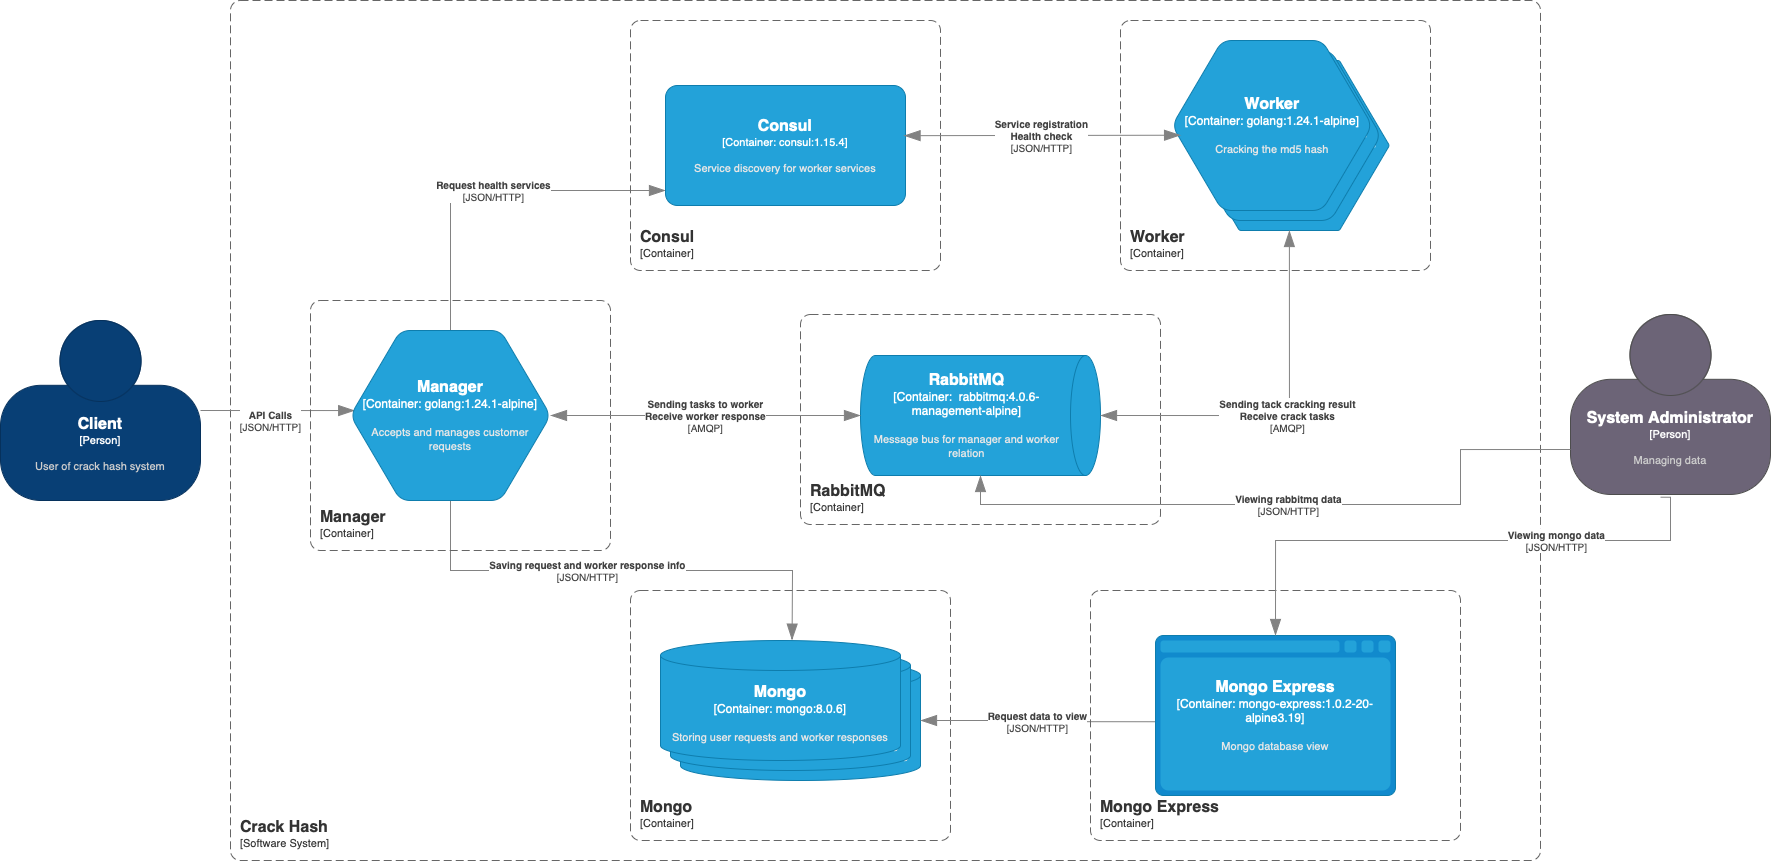 Consul
[Container: consul:1.15.4]
Service discovery for worker services
Consul
[Container]
Service registration
Health check
[JSON/HTTP]
Worker
[Container: golang:1.24.1-alpine]
Cracking the md5 hash
Worker
[Container]
Request health services
[JSON/HTTP]
Client
[Person]
User of crack hash system
API Calls
[JSON/HTTP]
Manager
[Container: golang:1.24.1-alpine]
Accepts and manages customer
requests
Manager
[Container]
Sending tasks to worker
Receive worker response
[AMQP]
RabbitMQ
[Container: rabbitmq:4.0.6-
management-alpine]
Message bus for manager and worker
relation
RabbitMQ
[Container]
Sending tack cracking result
Receive crack tasks
[AMQP]
System Administrator
[Person]
Managing data
Viewing rabbitmq data
[JSON/HTTP]
Viewing mongo data
[JSON/HTTP]
Saving request and worker response info
[JSON/HTTP]
Mongo
[Container: mongo:8.0.6]
Storing user requests and worker responses
Mongo
[Container]
Request data to view
[JSON/HTTP]
Mongo Express
[Container: mongo-express:1.0.2-20-
alpine3.19]
Mongo database view
Mongo Express
[Container]
Crack Hash
[Software System]